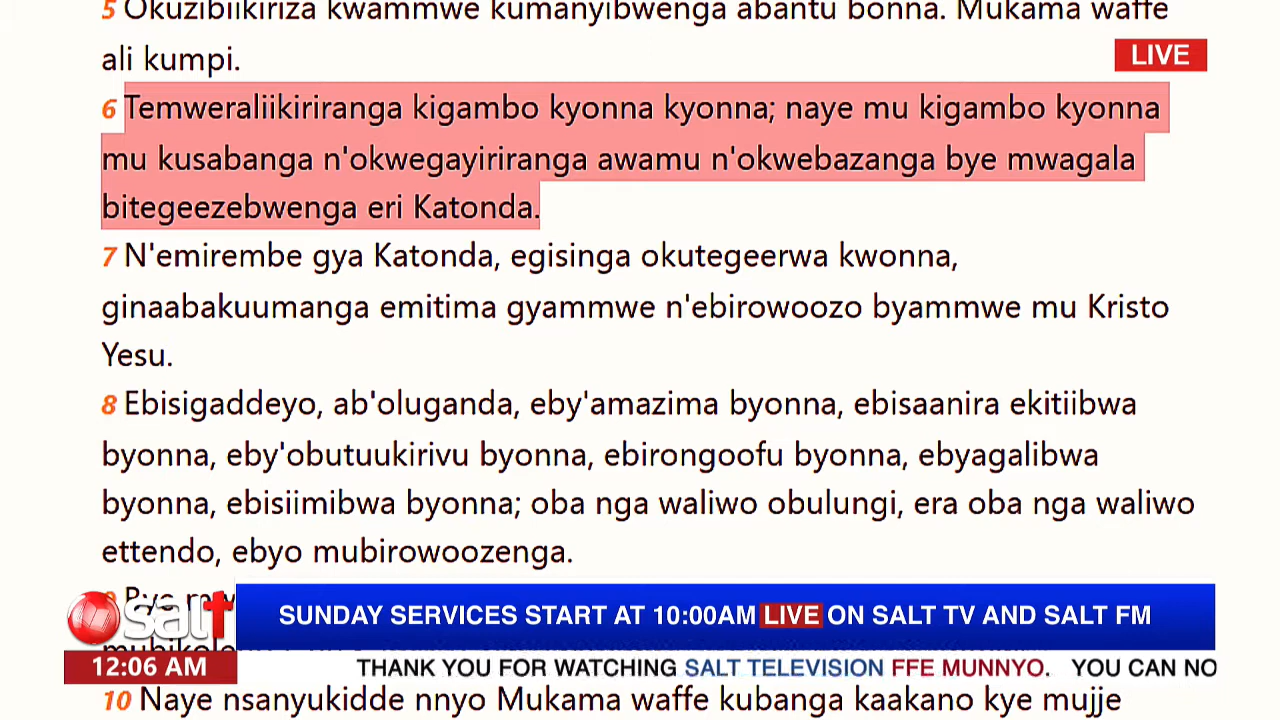 5 Okuzibiikiriza kwammwe kumanyibwenga abantu bonna. Mukama waffe
ali kumpi.
LIVE
6 Temweraliikiriranga kigambo kyonna kyonna; naye mu kigambo kyonna
mu kusabanga n'okwegayiriranga awamu n'okwebazanga bye mwagala
bitegeezebwenga eri Katonda.
7 N'emirembe gya Katonda, egisinga okutegeerwa kwonna,
ginaabakuumanga emitima gyammwe n'ebirowoozo byammwe mu Kristo
Yesu.
8 Ebisigaddeyo, ab'oluganda, eby'amazima byonna, ebisaanira ekitiibwa
byonna, eby'obutuukirivu byonna, ebirongoofu byonna, ebyagalibwa
byonna, ebisiimibwa byonna; oba nga waliwo obulungi, era oba nga waliwo
ettendo, ebyo mubirowoozenga.
salt
SUNDAY SERVICES START AT 10:00AM LIVE ON SALT TV AND SALT FM
12:06 AM
THANK YOU FOR WATCHING SALT TELEVISION FFE MUNNYO. YOU CAN NO
10 Naye nsanyukidde nnyo Mukama waffe kubanga kaakano kye mujje